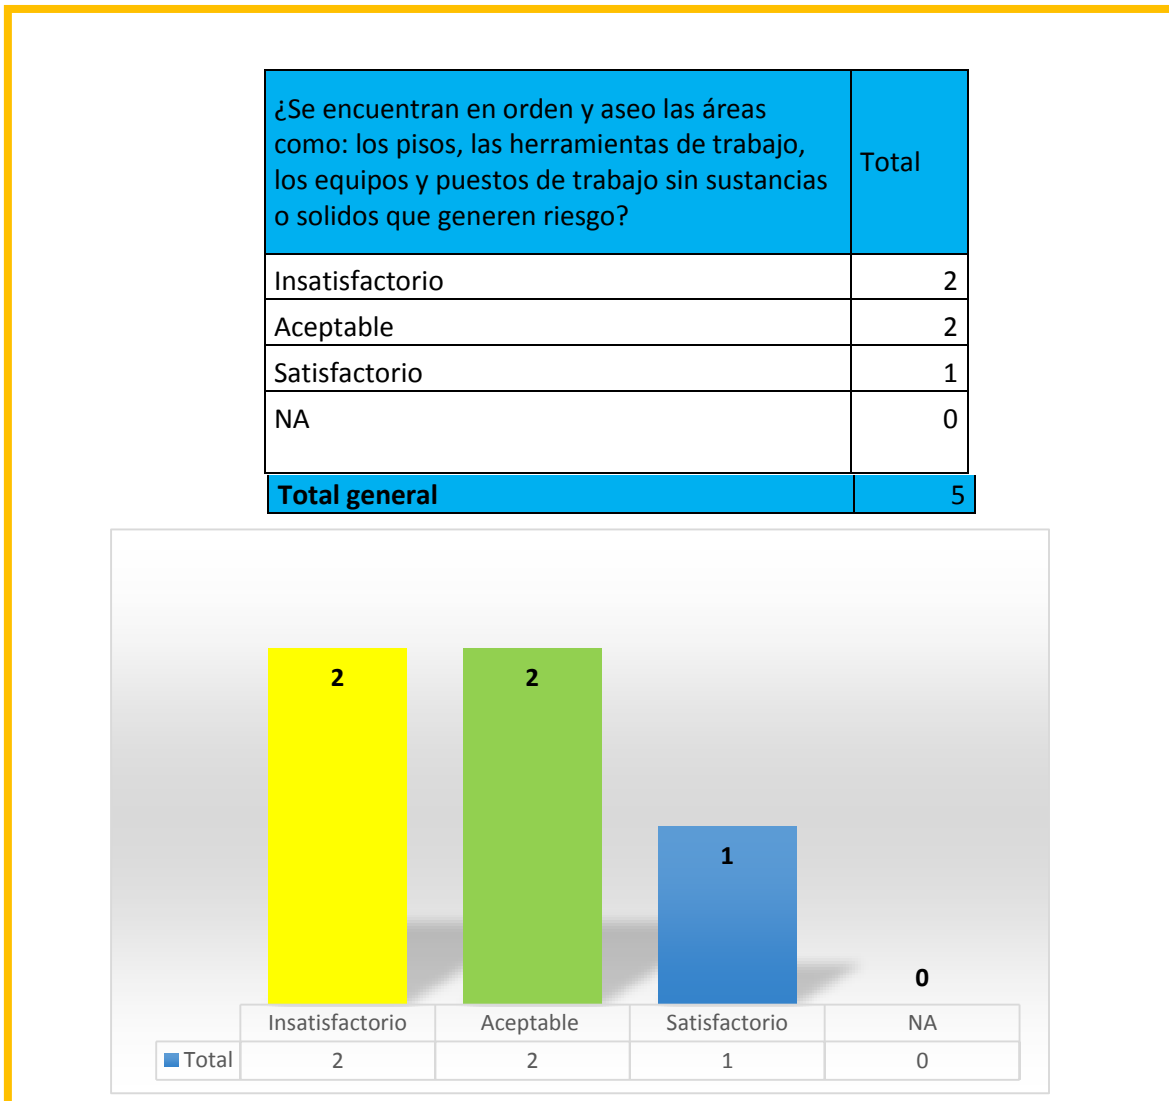 ¿Se encuentran en orden y aseo las áreas
como: los pisos, las herramientas de trabajo,
los equipos y puestos de trabajo sin sustancias
o solidos que generen riesgo?
Total
Insatisfactorio 2
Aceptable 2
Satisfactorio 1
NA 0
Total general 5
2 2
1
0
Insatisfactorio Aceptable Satisfactorio NA
Total 2 2 1 0